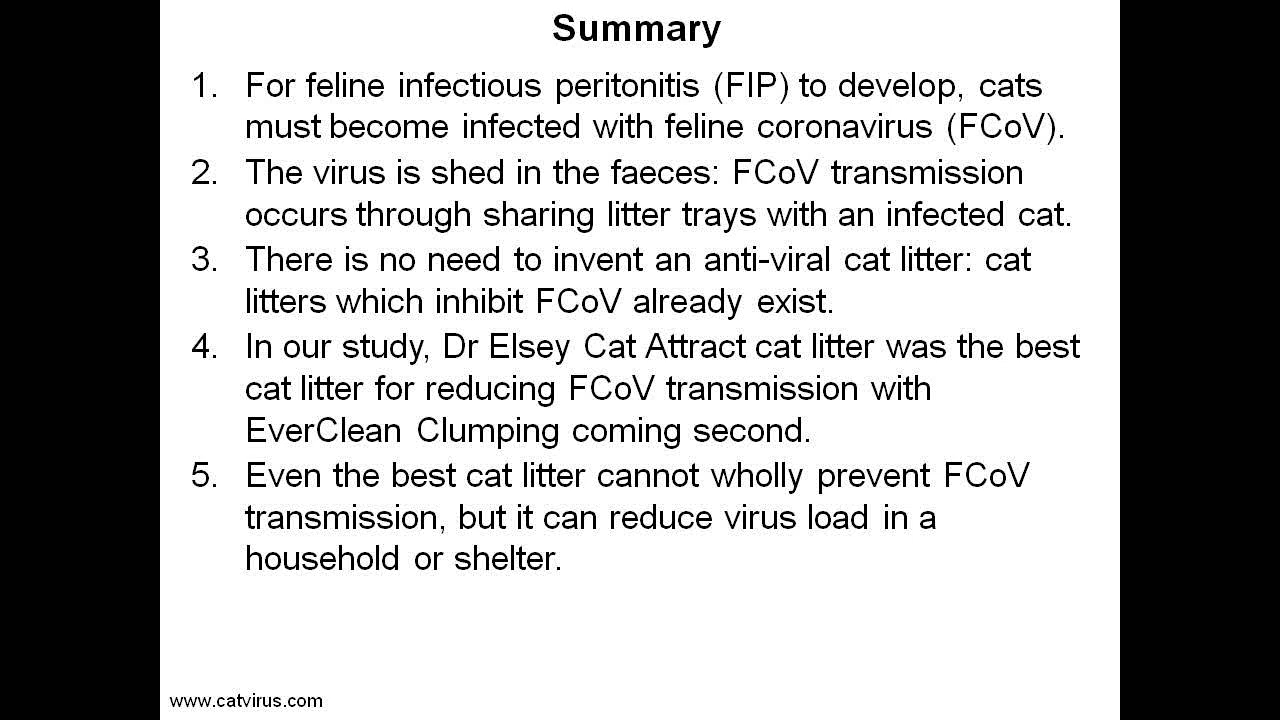 Summary
1. For feline infectious peritonitis (FIP) to develop, cats
must become infected with feline coronavirus (FCoV).
2. The virus is shed in the faeces: FCoV transmission
occurs through sharing litter trays with an infected cat.
3. There is no need to invent an anti-viral cat litter: cat
litters which inhibit FCoV already exist.
4. In our study, Dr Elsey Cat Attract cat litter was the best
cat litter for reducing FCoV transmission with
EverClean Clumping coming second.
5. Even the best cat litter cannot wholly prevent FCoV
transmission, but it can reduce virus load in a
household or shelter.
www.catvirus.com